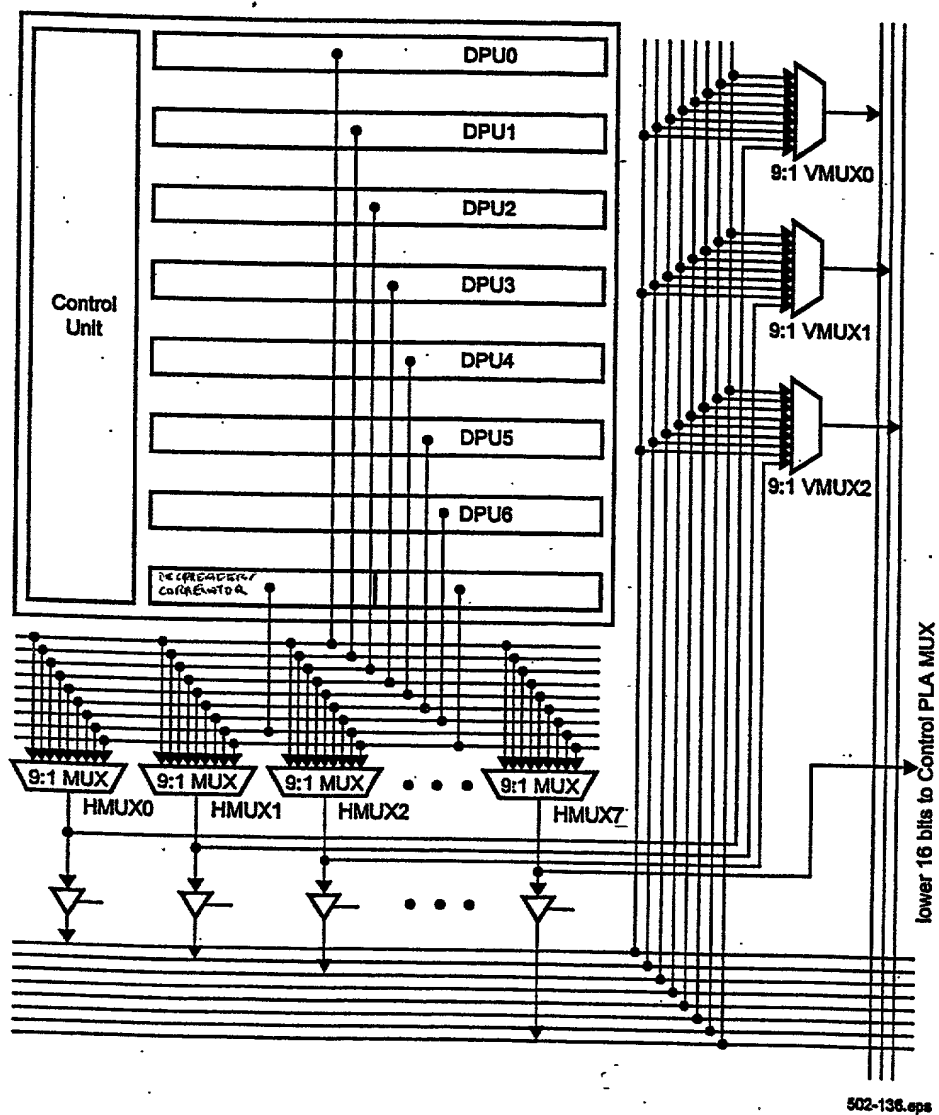 DPU0
DPU1
DPU2
DPU3
DPU4
DPU5
DPU6
Control
Unit
DESPREADER/
CORRELATOR
9:1 VMUX0
9:1 VMUX1
9:1 VMUX2
9:1 MUX
9:1 MUX
9:1 MUX
9:1 MUX
HMUX0
HMUX1
HMUX2
HMUX7
lower 16 bits to Control PLA MUX
502-136.eps